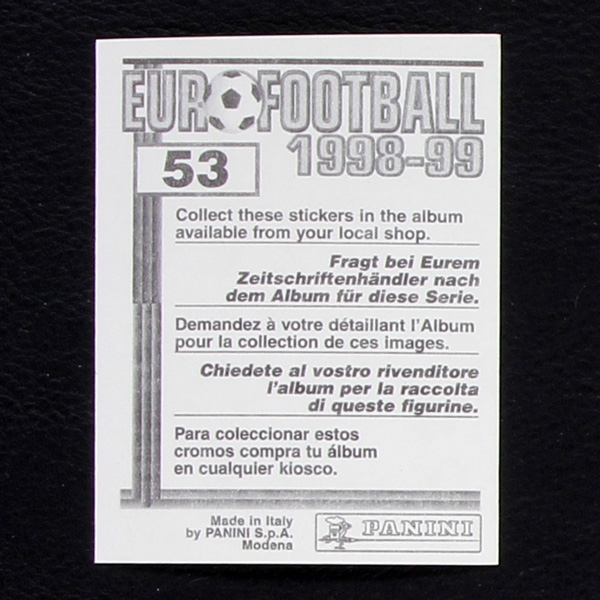 EUROFOOTBALL
1998-99
53
Collect these stickers in the album
available from your local shop.
Fragt bei Eurem
Zeitschriftenhändler nach
dem Album für diese Serie.
Demandez à votre détaillant l'Album
pour la collection de ces images.
Chiedete al vostro rivenditore
l'album per la raccolta
di queste figurine.
Para coleccionar estos
cromos compra tu álbum
en cualquier kiosco.
Made in Italy
by PANINI S.p.A.
Modena
PANINI